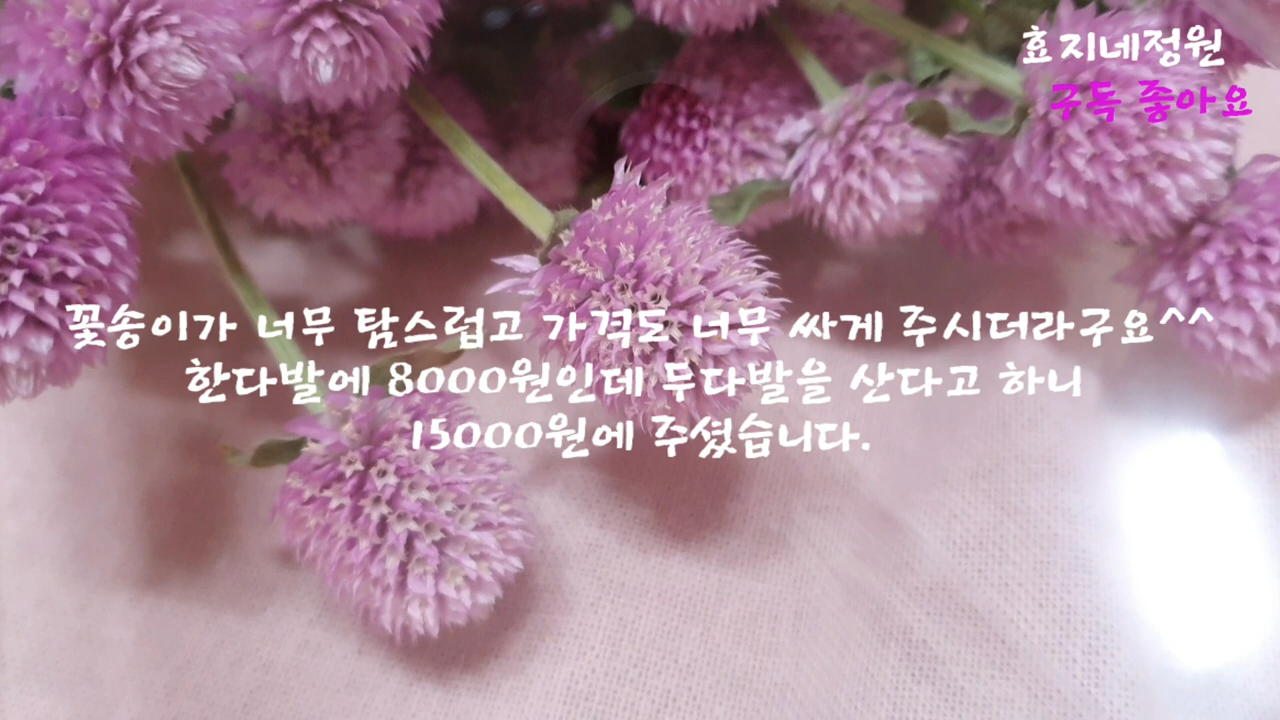 효지네정원
구독 좋아요
꽃송이가 너무 탐스럽고 가격도 너무 싸게 주시더라구요^^
한다발에 8000원인데 두다발을 산다고 하니
15000원에 주셨습니다.